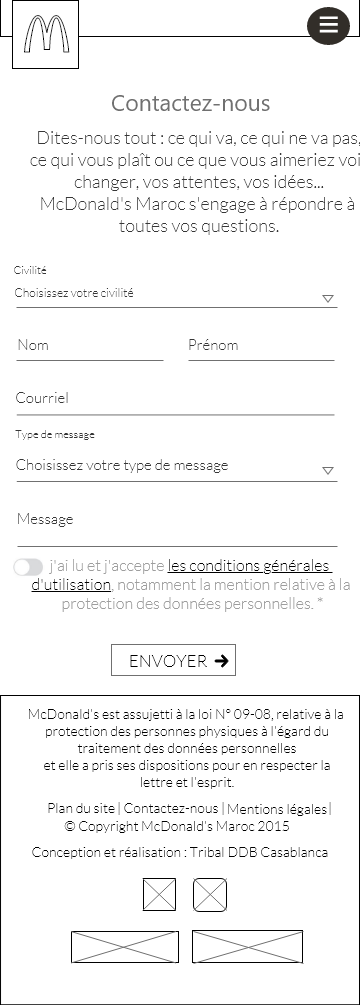 Contactez-nous
Dites-nous tout : ce qui va, ce qui ne va pas,
ce qui vous plaît ou ce que vous aimeriez voi
changer, vos attentes, vos idées...
McDonald's Maroc s'engage à répondre à
toutes vos questions.
Civilité
Choisissez votre civilité
Nom Prénom
Courriel
Type de message
Choisissez votre type de message
Message
j'ai lu et j'accepte les conditions générales
d'utilisation, notamment la mention relative à la
protection des données personnelles. *
ENVOYER
McDonald's est assujetti à la loi N° 09-08, relative à la
protection des personnes physiques à l'égard du
traitement des données personnelles
et elle a pris ses dispositions pour en respecter la
lettre et l'esprit.
Plan du site | Contactez-nous | Mentions légales |
© Copyright McDonald's Maroc 2015
Conception et réalisation : Tribal DDB Casablanca